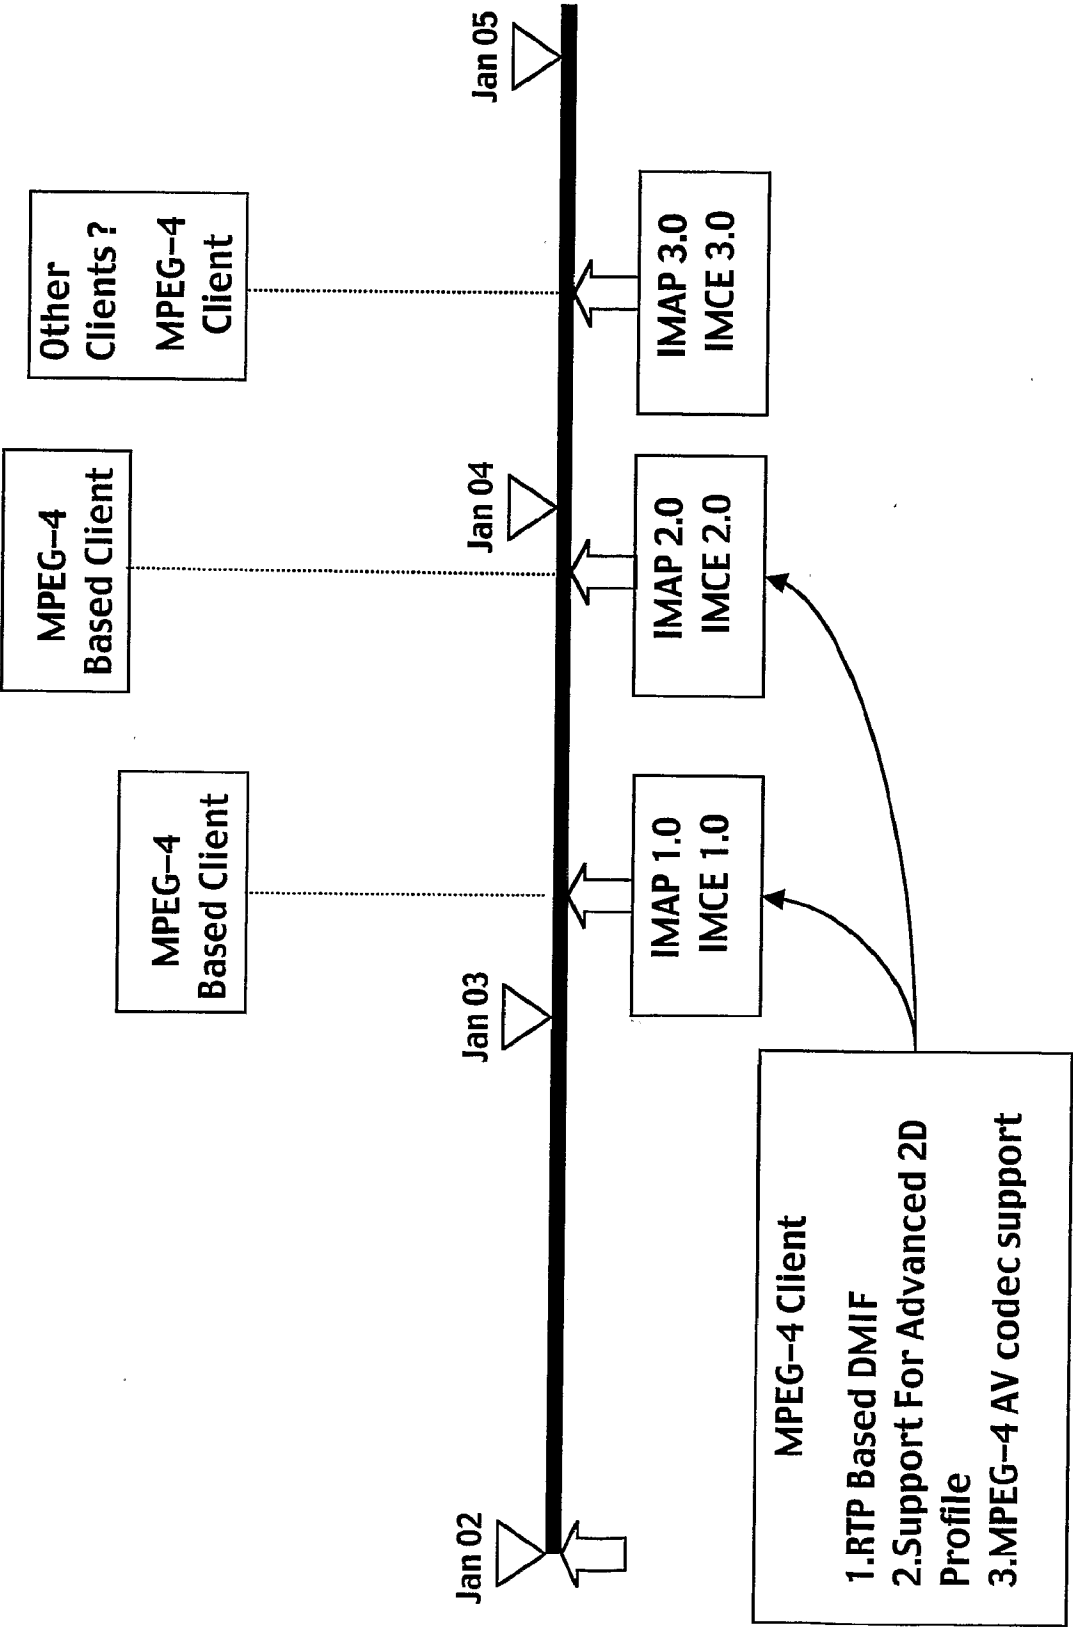 MPEG-4
Based Client
MPEG-4
Based Client
Other
Clients?
MPEG-4
Client
Jan 02
Jan 03
Jan 04
Jan 05
IMAP 1.0
IMCE 1.0
IMAP 2.0
IMCE 2.0
IMAP 3.0
IMCE 3.0
MPEG-4 Client
1.RTP Based DMIF
2.Support For Advanced 2D
Profile
3.MPEG-4 AV codec support